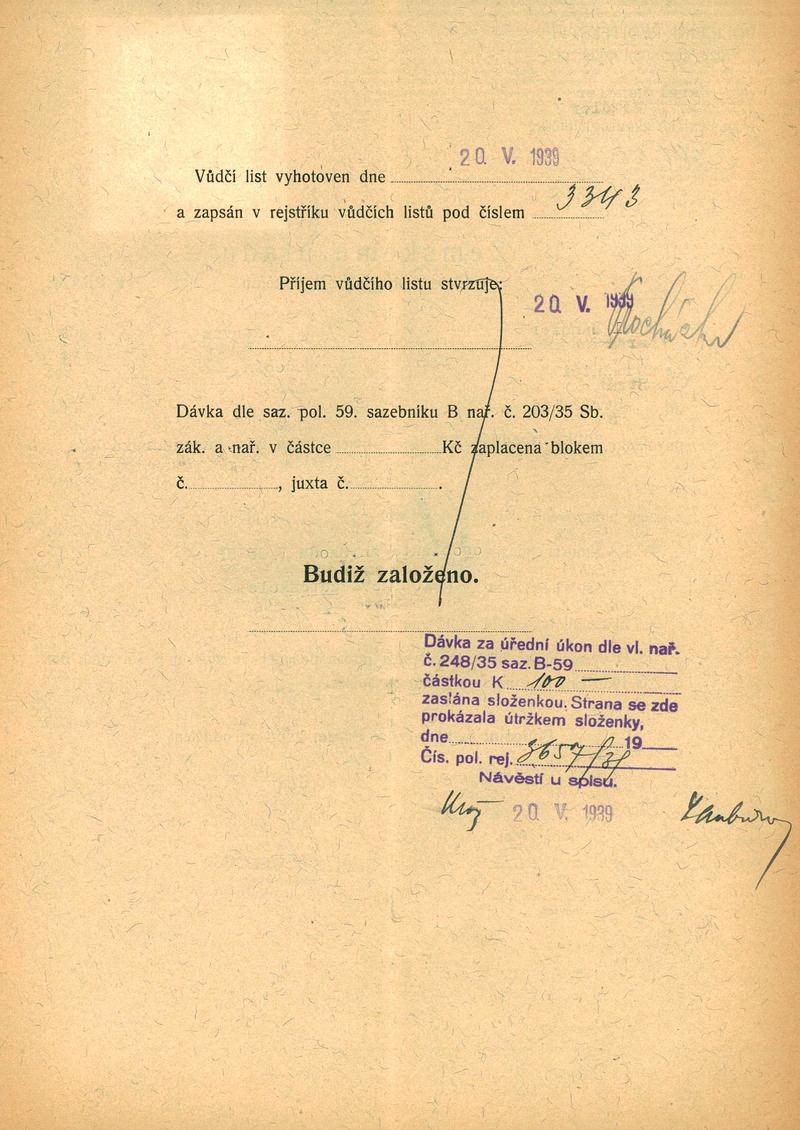 20. V. 1939
Vůdčí list vyhotoven dne
3343
a zapsán v rejstříku vůdčích listů pod číslem
Příjem vůdčího listu stvrzuje:
20. V. 1939
Dávka dle saz. pol. 59. sazebníku B nař. č. 203/35 Sb.
zák. a nař. v částce Kč zaplacena blokem
č. , juxta č. .
Budiž založeno.
Dávka za úřední úkon dle vl. nař.
č. 248/35 saz. B-59
částkou K 100 —
zaslána složenkou. Strana se zde
prokázala útržkem složenky,
dne 19
Čís. pol. rej.
Návěstí u spisu.
20. V. 1939